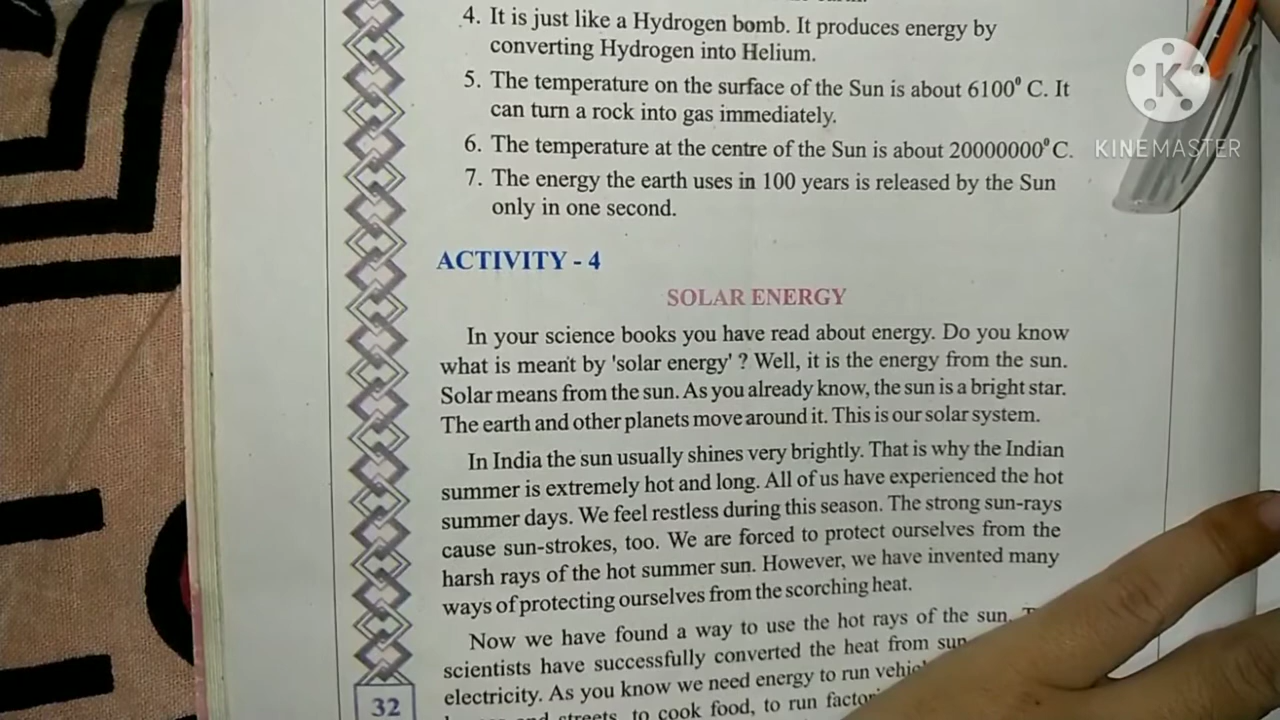 4. It is just like a Hydrogen bomb. It produces energy by
converting Hydrogen into Helium.
5. The temperature on the surface of the Sun is about 6100⁰ C. It
can turn a rock into gas immediately.
6. The temperature at the centre of the Sun is about 20000000⁰ C.
7. The energy the earth uses in 100 years is released by the Sun
only in one second.
ACTIVITY - 4
SOLAR ENERGY
In your science books you have read about energy. Do you know
what is meant by 'solar energy' ? Well, it is the energy from the sun.
Solar means from the sun. As you already know, the sun is a bright star.
The earth and other planets move around it. This is our solar system.
In India the sun usually shines very brightly. That is why the Indian
summer is extremely hot and long. All of us have experienced the hot
summer days. We feel restless during this season. The strong sun-rays
cause sun-strokes, too. We are forced to protect ourselves from the
harsh rays of the hot summer sun. However, we have invented many
ways of protecting ourselves from the scorching heat.
Now we have found a way to use the hot rays of the sun.
scientists have successfully converted the heat from sun
electricity. As you know we need energy to run
streets, to cook food, to run
32
K
KINEMASTER